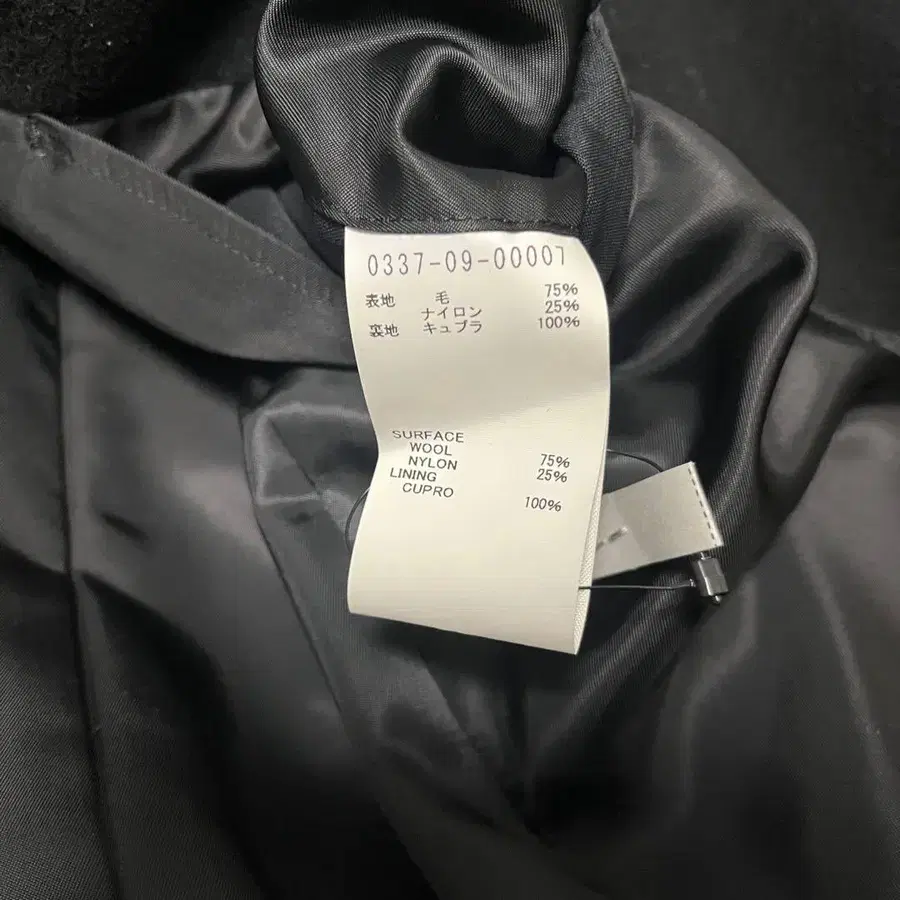 0337-09-00007
表地 毛 75%
ナイロン 25%
裏地 キュプラ 100%
SURFACE
WOOL 75%
NYLON 25%
LINING
CUPRO 100%